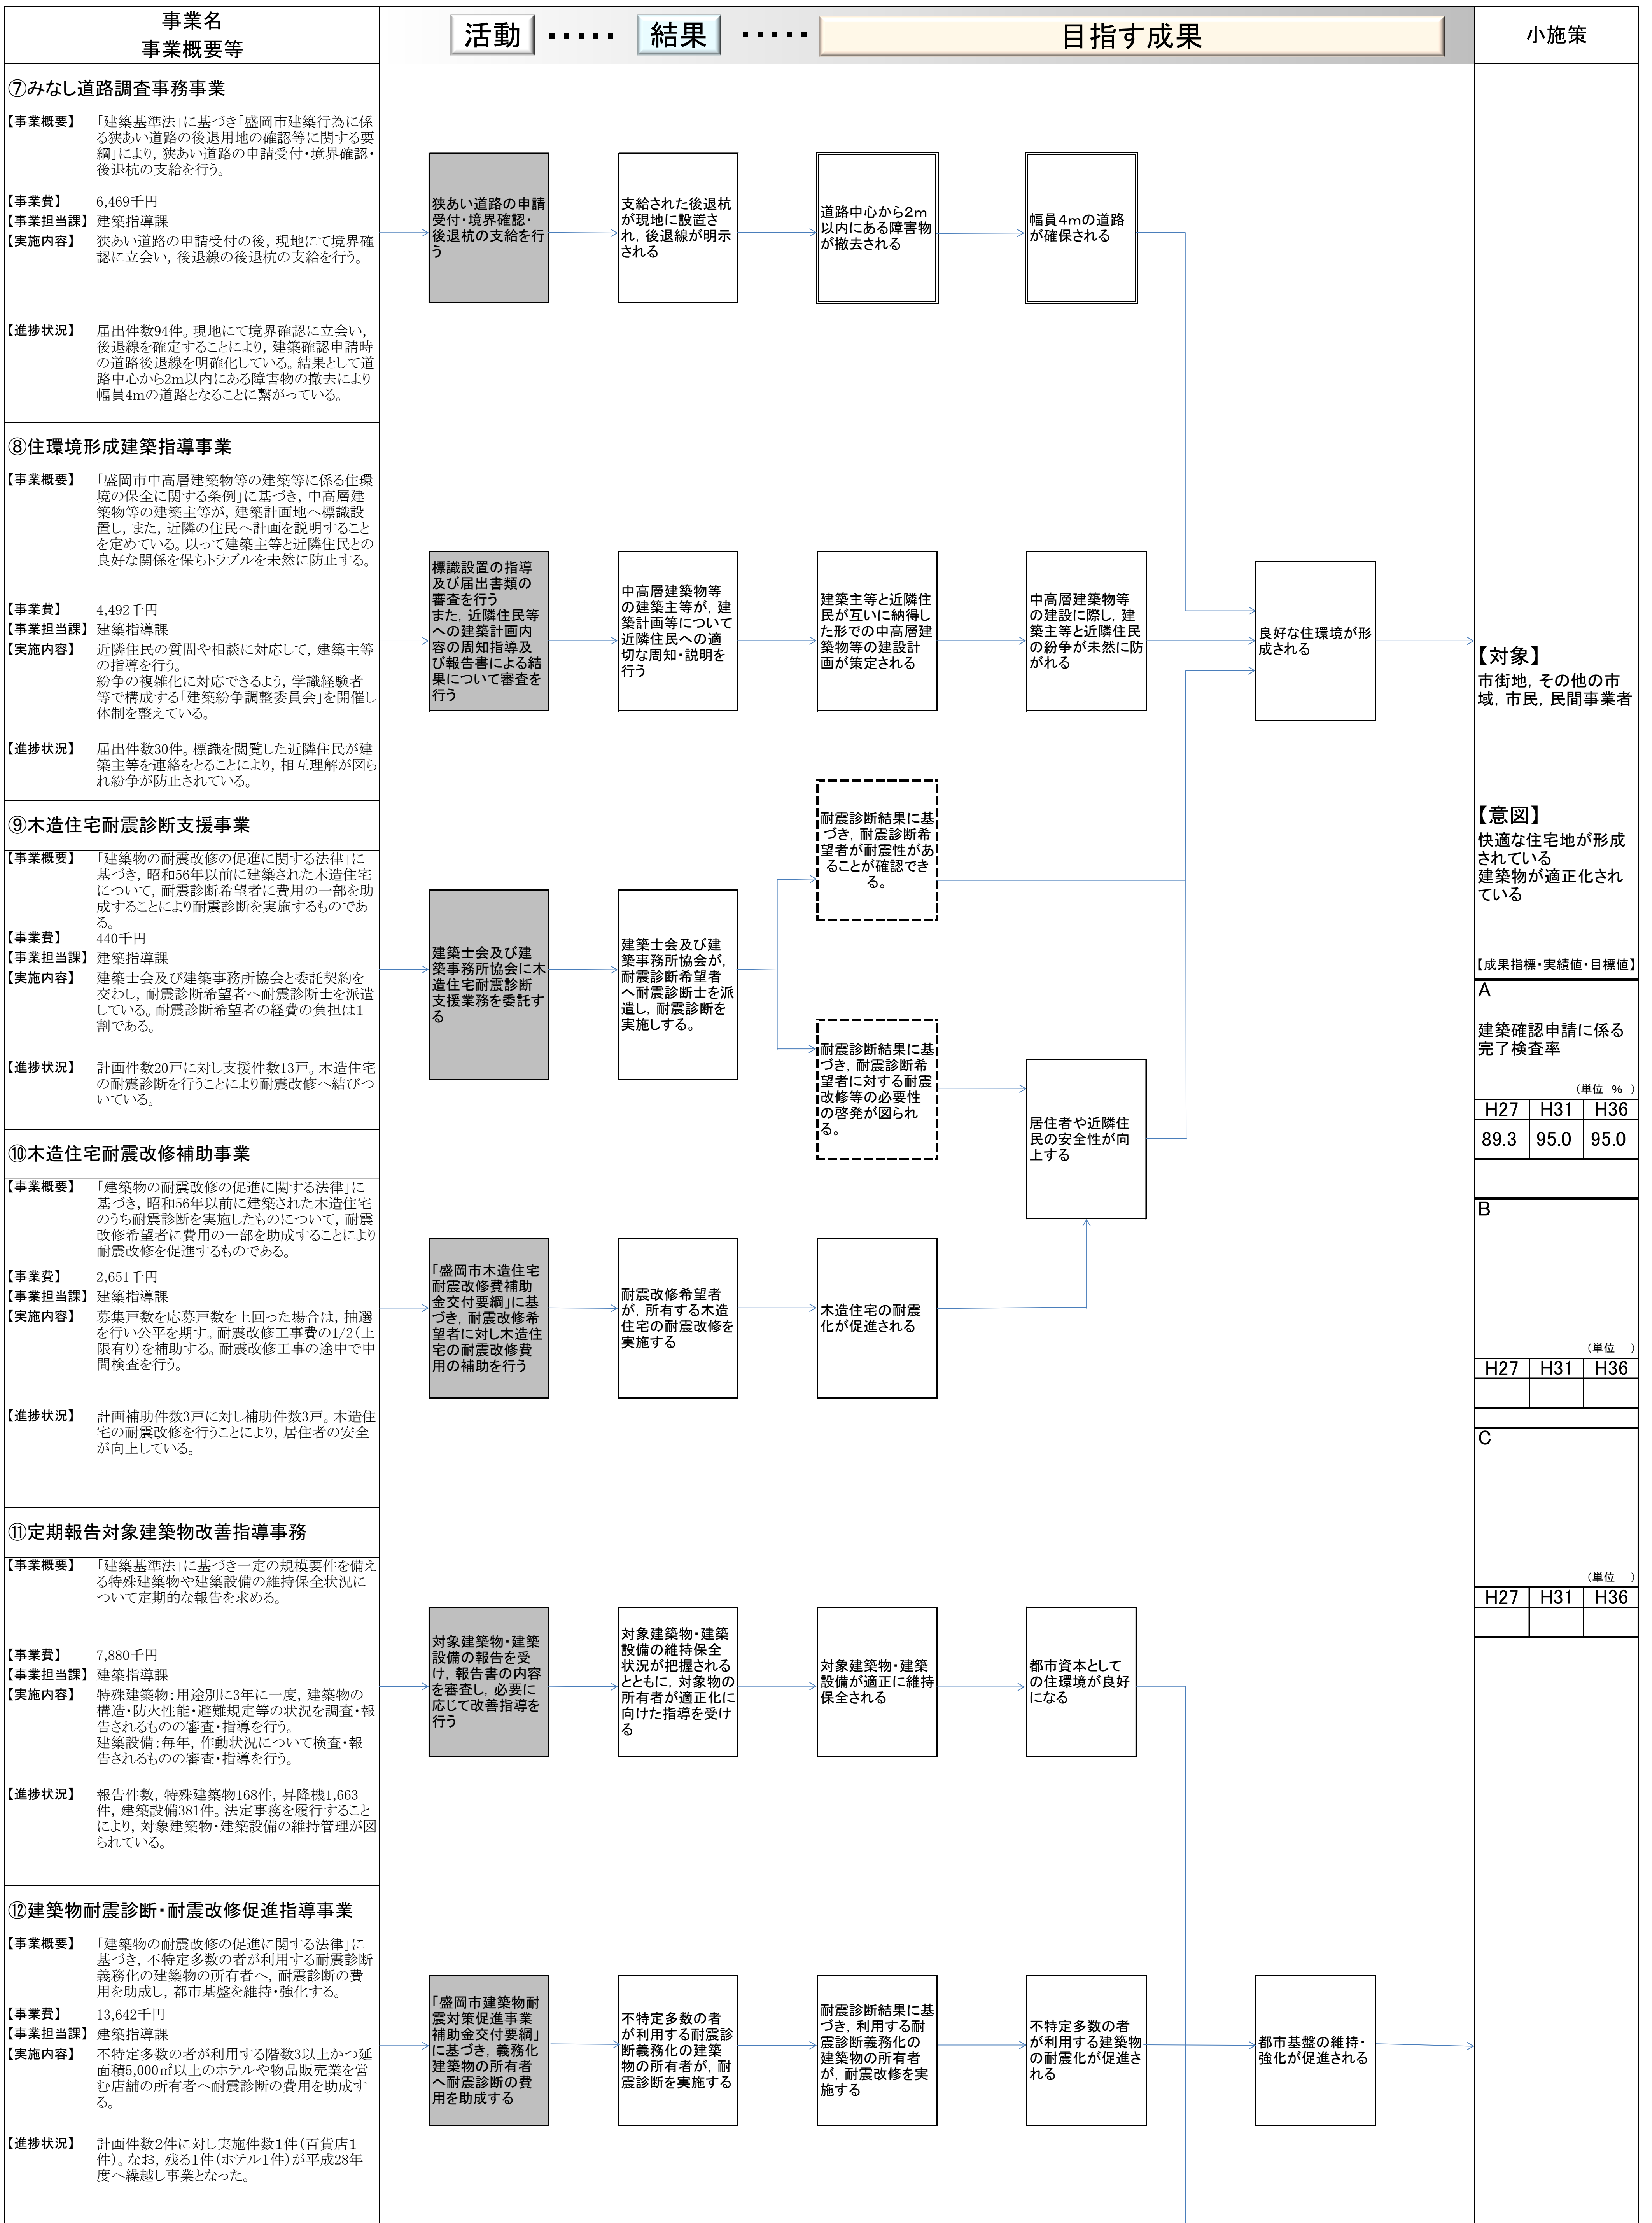 事業名
事業概要等
活動 ・・・・・ 結果 ・・・・・ 目指す成果
小施策
⑦みなし道路調査事務事業
【事業概要】 「建築基準法」に基づき「盛岡市建築行為に係
る狭あい道路の後退用地の確認等に関する要
綱」により，狭あい道路の申請受付・境界確認・
後退杭の支給を行う。
【事業費】 6,469千円
【事業担当課】 建築指導課
【実施内容】 狭あい道路の申請受付の後，現地にて境界確
認に立会い，後退線の後退杭の支給を行う。
【進捗状況】 届出件数94件。現地にて境界確認に立会い，
後退線を確定することにより，建築確認申請時
の道路後退線を明確化している。結果として道
路中心から2m以内にある障害物の撤去により
幅員4mの道路となることに繋がっている。
狭あい道路の申請
受付・境界確認・
後退杭の支給を行
う
支給された後退杭
が現地に設置さ
れ，後退線が明示
される
道路中心から2m
以内にある障害物
が撤去される
幅員4mの道路
が確保される
⑧住環境形成建築指導事業
【事業概要】 「盛岡市中高層建築物等の建築等に係る住環
境の保全に関する条例」に基づき，中高層建
築物等の建築主等が，建築計画地へ標識設
置し，また，近隣の住民へ計画を説明すること
を定めている。以って建築主等と近隣住民との
良好な関係を保ちトラブルを未然に防止する。
【事業費】 4,492千円
【事業担当課】 建築指導課
【実施内容】 近隣住民の質問や相談に対応して，建築主等
の指導を行う。
紛争の複雑化に対応できるよう，学識経験者
等で構成する「建築紛争調整委員会」を開催し
体制を整えている。
【進捗状況】 届出件数30件。標識を閲覧した近隣住民が建
築主等を連絡をとることにより，相互理解が図ら
れ紛争が防止されている。
標識設置の指導
及び届出書類の
審査を行う
また，近隣住民等
への建築計画内
容の周知指導及
び報告書による結
果について審査を
行う
中高層建築物等
の建築主等が，建
築計画等について
近隣住民への適
切な周知・説明を
行う
建築主等と近隣住
民が互いに納得し
た形での中高層建
築物等の建設計
画が策定される
中高層建築物等
の建設に際し，建
築主等と近隣住民
の紛争が未然に防
がれる
良好な住環境が形
成される
⑨木造住宅耐震診断支援事業
【事業概要】 「建築物の耐震改修の促進に関する法律」に
基づき，昭和56年以前に建築された木造住宅
について，耐震診断希望者に費用の一部を助
成することにより耐震診断を実施するものであ
る。
【事業費】 440千円
【事業担当課】 建築指導課
【実施内容】 建築士会及び建築事務所協会と委託契約を
交わし，耐震診断希望者へ耐震診断士を派遣
している。耐震診断希望者の経費の負担は1
割である。
【進捗状況】 計画件数20戸に対し支援件数13戸。木造住宅
の耐震診断を行うことにより耐震改修へ結びつ
いている。
建築士会及び建
築事務所協会に木
造住宅耐震診断
支援業務を委託す
る
建築士会及び建
築事務所協会が，
耐震診断希望者
へ耐震診断士を派
遣し，耐震診断を
実施しする。
耐震診断結果に基
づき，耐震診断希
望者が耐震性があ
ることが確認でき
る。
耐震診断結果に基
づき，耐震診断希
望者に対する耐震
改修等の必要性
の啓発が図られ
る。
居住者や近隣住
民の安全性が向
上する
⑩木造住宅耐震改修補助事業
【事業概要】 「建築物の耐震改修の促進に関する法律」に
基づき，昭和56年以前に建築された木造住宅
のうち耐震診断を実施したものについて，耐震
改修希望者に費用の一部を助成することにより
耐震改修を促進するものである。
【事業費】 2,651千円
【事業担当課】 建築指導課
【実施内容】 募集戸数を応募戸数を上回った場合は，抽選
を行い公平を期す。耐震改修工事費の1/2（上
限有り）を補助する。耐震改修工事の途中で中
間検査を行う。
【進捗状況】 計画補助件数3戸に対し補助件数3戸。木造住
宅の耐震改修を行うことにより，居住者の安全
が向上している。
「盛岡市木造住宅
耐震改修費補助
金交付要綱」に基
づき，耐震改修希
望者に対し木造住
宅の耐震改修費
用の補助を行う
耐震改修希望者
が，所有する木造
住宅の耐震改修を
実施する
木造住宅の耐震
化が促進される
⑪定期報告対象建築物改善指導事務
【事業概要】 「建築基準法」に基づき一定の規模要件を備え
る特殊建築物や建築設備の維持保全状況に
ついて定期的な報告を求める。
【事業費】 7,880千円
【事業担当課】 建築指導課
【実施内容】 特殊建築物：用途別に3年に一度，建築物の
構造・防火性能・避難規定等の状況を調査・報
告されるものの審査・指導を行う。
建築設備：毎年，作動状況について検査・報
告されるものの審査・指導を行う。
【進捗状況】 報告件数，特殊建築物168件，昇降機1,663
件，建築設備381件。法定事務を履行すること
により，対象建築物・建築設備の維持管理が図
られている。
対象建築物・建築
設備の報告を受
け，報告書の内容
を審査し，必要に
応じて改善指導を
行う
対象建築物・建築
設備の維持保全
状況が把握される
とともに，対象物の
所有者が適正化に
向けた指導を受け
る
対象建築物・建築
設備が適正に維持
保全される
都市資本として
の住環境が良好
になる
⑫建築物耐震診断・耐震改修促進指導事業
【事業概要】 「建築物の耐震改修の促進に関する法律」に
基づき，不特定多数の者が利用する耐震診断
義務化の建築物の所有者へ，耐震診断の費
用を助成し，都市基盤を維持・強化する。
【事業費】 13,642千円
【事業担当課】 建築指導課
【実施内容】 不特定多数の者が利用する階数3以上かつ延
面積5,000㎡以上のホテルや物品販売業を営
む店舗の所有者へ耐震診断の費用を助成す
る。
【進捗状況】 計画件数2件に対し実施件数1件（百貨店1
件）。なお，残る1件（ホテル1件）が平成28年
度へ繰越し事業となった。
「盛岡市建築物耐
震対策促進事業
補助金交付要綱」
に基づき，義務化
建築物の所有者
へ耐震診断の費
用を助成する
不特定多数の者
が利用する耐震診
断義務化の建築
物の所有者が，耐
震診断を実施する
耐震診断結果に基
づき，利用する耐
震診断義務化の
建築物の所有者
が，耐震改修を実
施する
不特定多数の者
が利用する建築物
の耐震化が促進さ
れる
都市基盤の維持・
強化が促進される
【対象】
市街地，その他の市
域，市民，民間事業者
【意図】
快適な住宅地が形成
されている
建築物が適正化され
ている
【成果指標・実績値・目標値】
A
建築確認申請に係る
完了検査率
（単位 ％ ）
H27 H31 H36
89.3 95.0 95.0
B
（単位 ）
H27 H31 H36
C
（単位 ）
H27 H31 H36